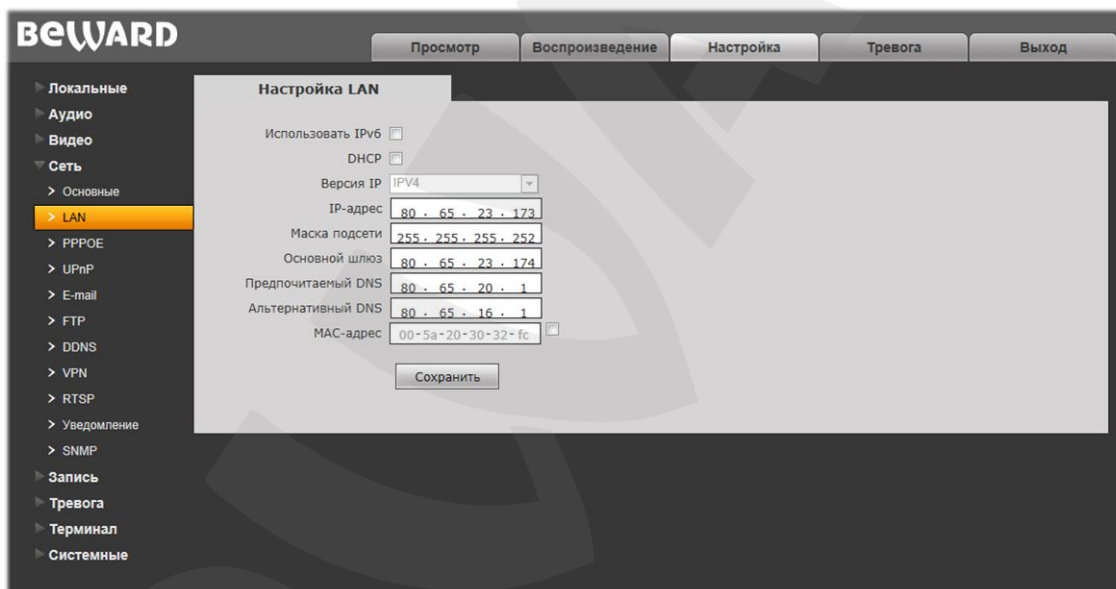 BEWARD
Просмотр Воспроизведение Настройка Тревога Выход
Локальные
Аудио
Видео
Сеть
> Основные
> LAN
> PPPOE
> UPnP
> E-mail
> FTP
> DDNS
> VPN
> RTSP
> Уведомление
> SNMP
Запись
Тревога
Терминал
Системные
Настройка LAN
Использовать IPv6
DHCP
Версия IP IPV4
IP-адрес 80 . 65 . 23 . 173
Маска подсети 255 . 255 . 255 . 252
Основной шлюз 80 . 65 . 23 . 174
Предпочитаемый DNS 80 . 65 . 20 . 1
Альтернативный DNS 80 . 65 . 16 . 1
MAC-адрес 00-5a-20-30-32-fc
Сохранить